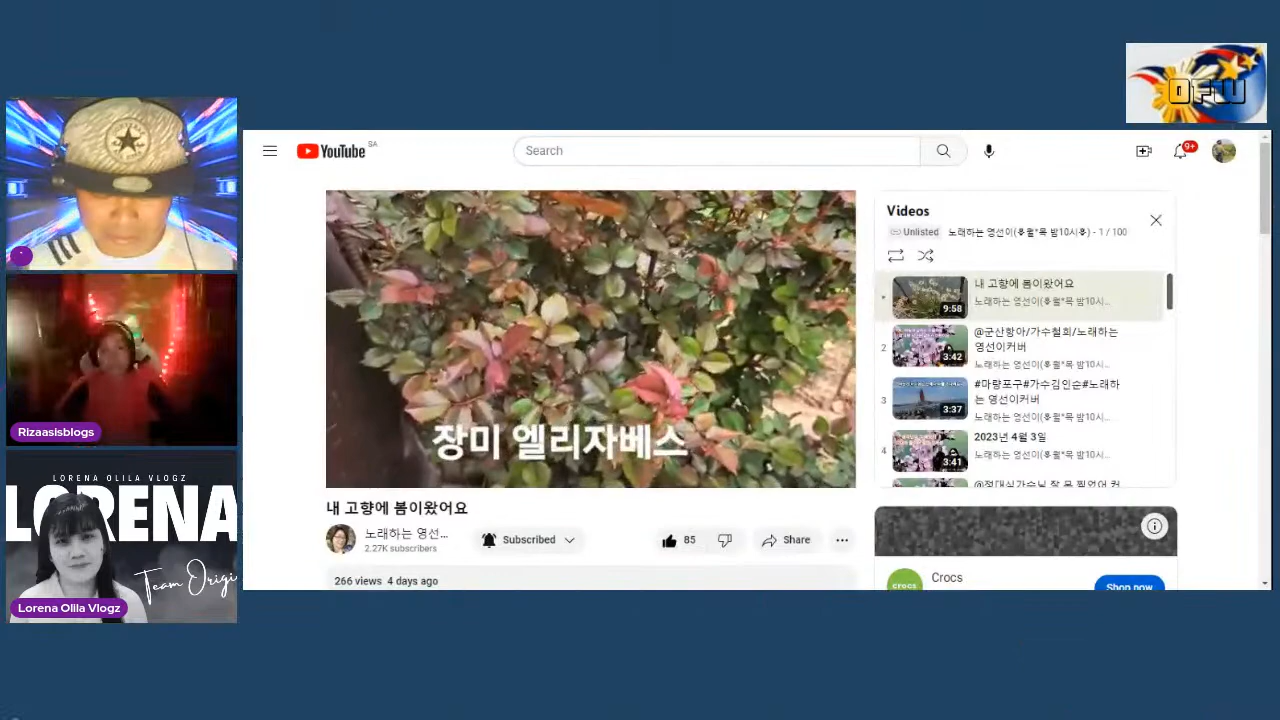 OFW
YouTube SA
Search
9+
장미 엘리자베스
내 고향에 봄이왔어요
노래하는 영선...
2.27K subscribers
Subscribed
85
Share
266 views 4 days ago
Videos
Unlisted
노래하는 영선이(🌷월*목 밤10시🌷) - 1 / 100
9:58
내 고향에 봄이왔어요
노래하는 영선이(🌷월*목 밤10시...
2
3:42
@군산항아/가수철희/노래하는
영선이커버
노래하는 영선이(🌷월*목 밤10시...
3
3:37
#마량포구#가수김인순#노래하
는 영선이커버
노래하는 영선이(🌷월*목 밤10시...
4
3:41
2023년 4월 3일
노래하는 영선이(🌷월*목 밤10시...
crocs
Crocs
Shop now
Rizaasisblogs
LORENA OLILA VLOGZ
LORENA
Team Origi
Lorena Olila Vlogz